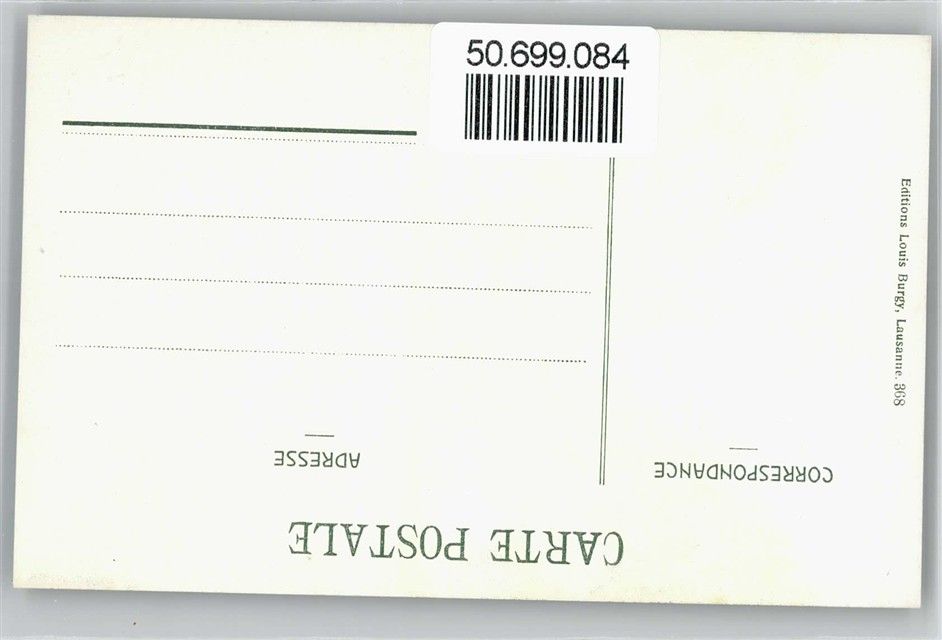 50.699.084
CARTE POSTALE
CORRESPONDANCE
ADRESSE
Editions Louis Burgy, Lausanne. 368